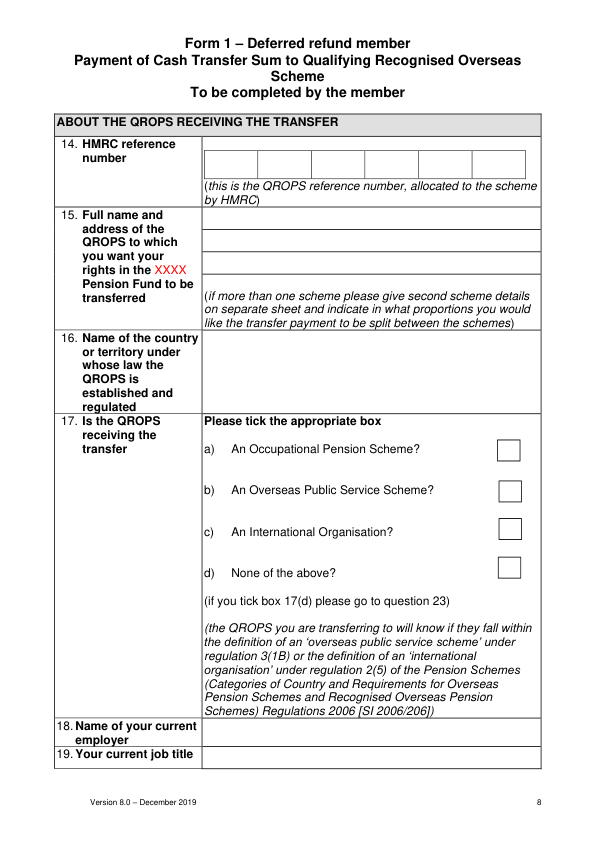 Form 1 – Deferred refund member
Payment of Cash Transfer Sum to Qualifying Recognised Overseas
Scheme
To be completed by the member
ABOUT THE QROPS RECEIVING THE TRANSFER
14. HMRC reference
number
(this is the QROPS reference number, allocated to the scheme
by HMRC)
15. Full name and
address of the
QROPS to which
you want your
rights in the XXXX
Pension Fund to be
transferred
(if more than one scheme please give second scheme details
on separate sheet and indicate in what proportions you would
like the transfer payment to be split between the schemes)
16. Name of the country
or territory under
whose law the
QROPS is
established and
regulated
17. Is the QROPS
receiving the
transfer
Please tick the appropriate box
a) An Occupational Pension Scheme?
b) An Overseas Public Service Scheme?
c) An International Organisation?
d) None of the above?
(if you tick box 17(d) please go to question 23)
(the QROPS you are transferring to will know if they fall within
the definition of an ‘overseas public service scheme’ under
regulation 3(1B) or the definition of an ‘international
organisation’ under regulation 2(5) of the Pension Schemes
(Categories of Country and Requirements for Overseas
Pension Schemes and Recognised Overseas Pension
Schemes) Regulations 2006 [SI 2006/206])
18. Name of your current
employer
19. Your current job title
Version 8.0 – December 2019 8